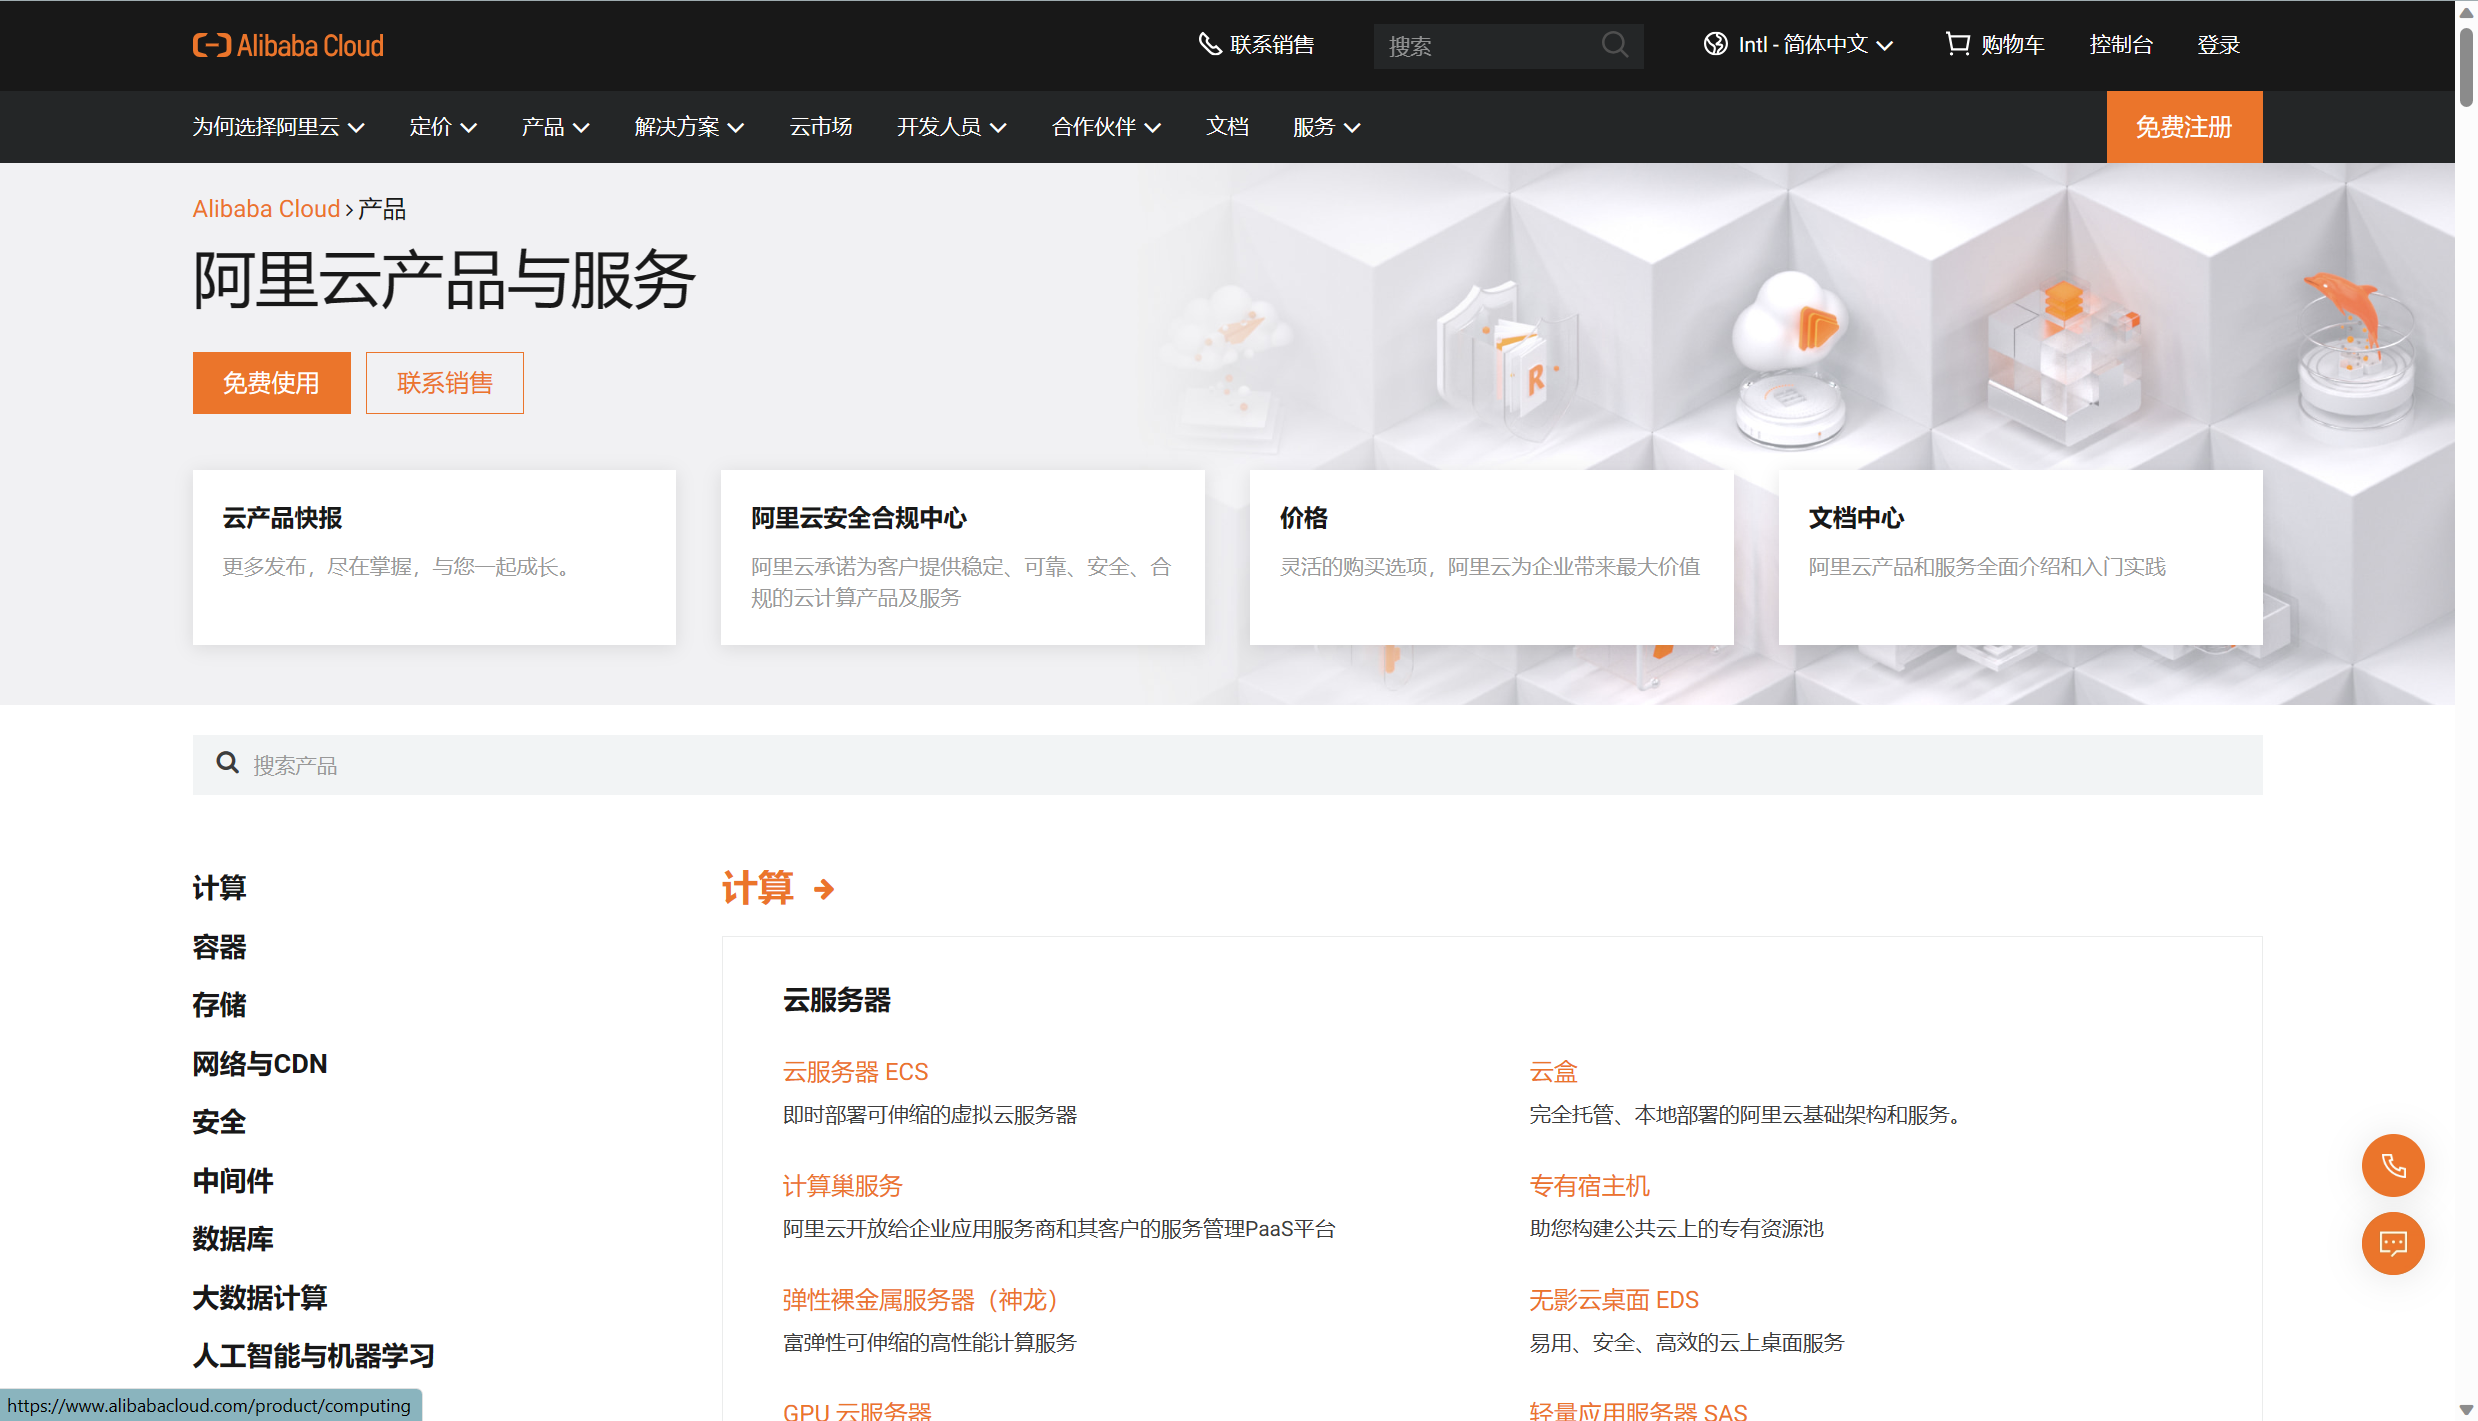 Alibaba Cloud
联系销售
搜索
Intl - 简体中文
购物车
控制台
登录
为何选择阿里云
定价
产品
解决方案
云市场
开发人员
合作伙伴
文档
服务
免费注册
Alibaba Cloud › 产品
阿里云产品与服务
免费使用
联系销售
云产品快报
更多发布，尽在掌握，与您一起成长。
阿里云安全合规中心
阿里云承诺为客户提供稳定、可靠、安全、合
规的云计算产品及服务
价格
灵活的购买选项，阿里云为企业带来最大价值
文档中心
阿里云产品和服务全面介绍和入门实践
搜索产品
计算
容器
存储
网络与CDN
安全
中间件
数据库
大数据计算
人工智能与机器学习
计算
云服务器
云服务器 ECS
即时部署可伸缩的虚拟云服务器
云盒
完全托管、本地部署的阿里云基础架构和服务。
计算巢服务
阿里云开放给企业应用服务商和其客户的服务管理PaaS平台
专有宿主机
助您构建公共云上的专有资源池
弹性裸金属服务器（神龙）
富弹性可伸缩的高性能计算服务
无影云桌面 EDS
易用、安全、高效的云上桌面服务
GPU 云服务器
轻量应用服务器 SAS
https://www.alibabacloud.com/product/computing